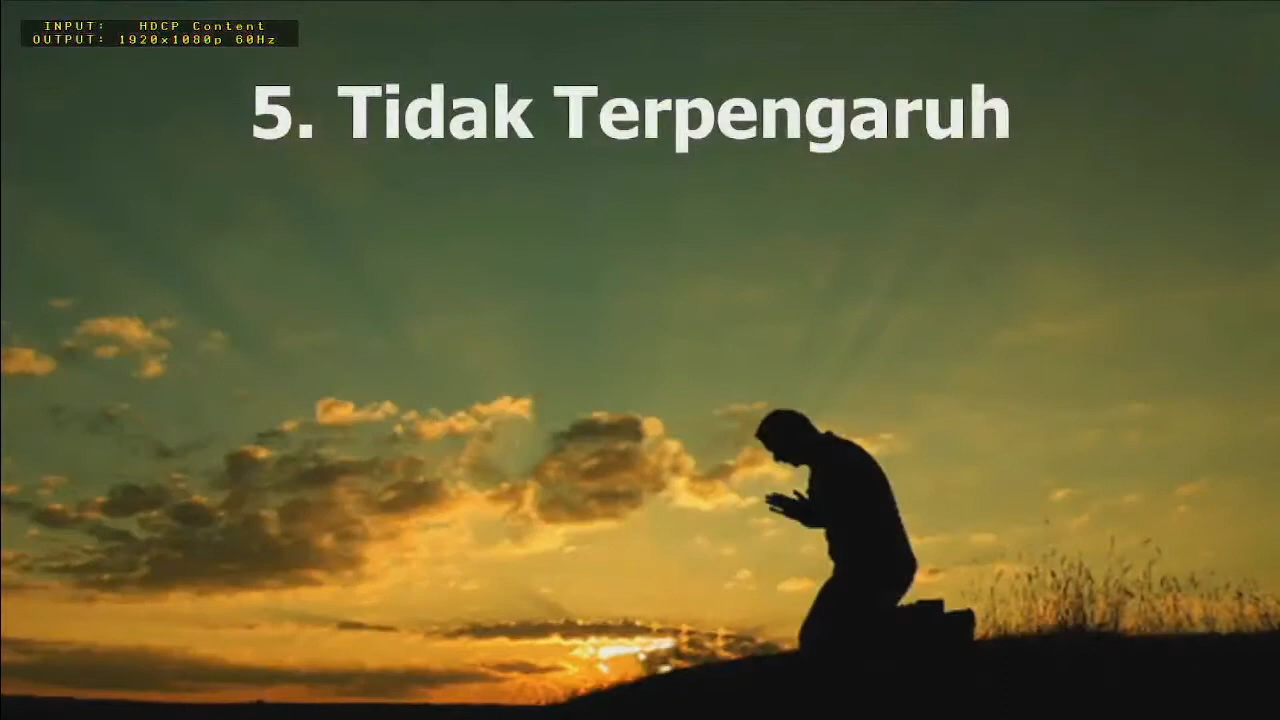 INPUT: HDCP Content
OUTPUT: 1920x1080p 60Hz
5. Tidak Terpengaruh